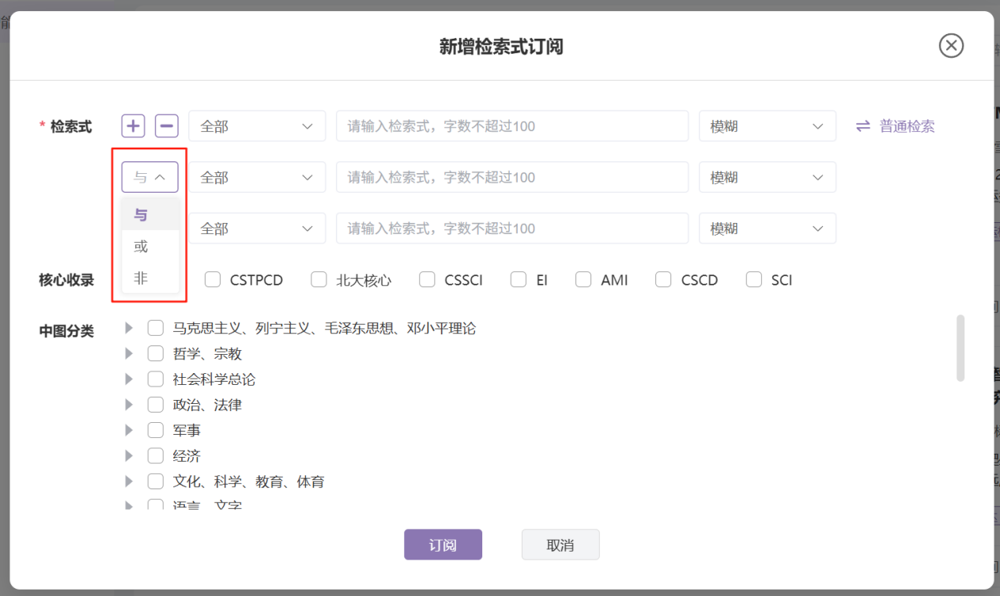 新增检索式订阅
* 检索式 全部 请输入检索式，字数不超过100 模糊 普通检索
与 全部 请输入检索式，字数不超过100 模糊
与
全部 请输入检索式，字数不超过100 模糊
或
非
核心收录 CSTPCD 北大核心 CSSCI EI AMI CSCD SCI
中图分类 马克思主义、列宁主义、毛泽东思想、邓小平理论
哲学、宗教
社会科学总论
政治、法律
军事
经济
文化、科学、教育、体育
语言、文字
订阅 取消